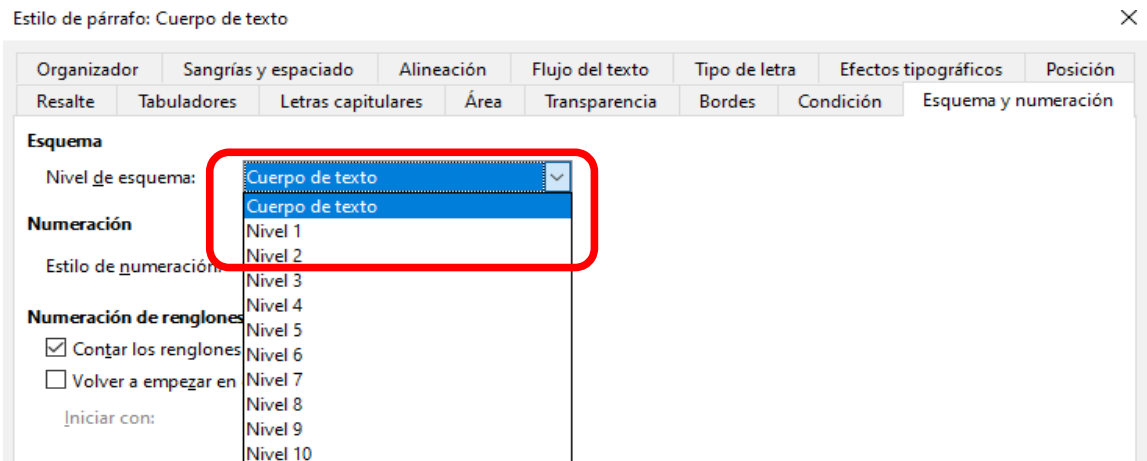 Estilo de párrafo: Cuerpo de texto
Organizador Sangrías y espaciado Alineación Flujo del texto Tipo de letra Efectos tipográficos Posición
Resalte Tabuladores Letras capitulares Área Transparencia Bordes Condición Esquema y numeración
Esquema
Nivel de esquema: Cuerpo de texto
Cuerpo de texto
Numeración
Nivel 1
Nivel 2
Estilo de numeración:
Nivel 3
Nivel 4
Numeración de renglones
Nivel 5
Contar los renglones
Nivel 6
Volver a empezar en
Nivel 7
Nivel 8
Iniciar con:
Nivel 9
Nivel 10